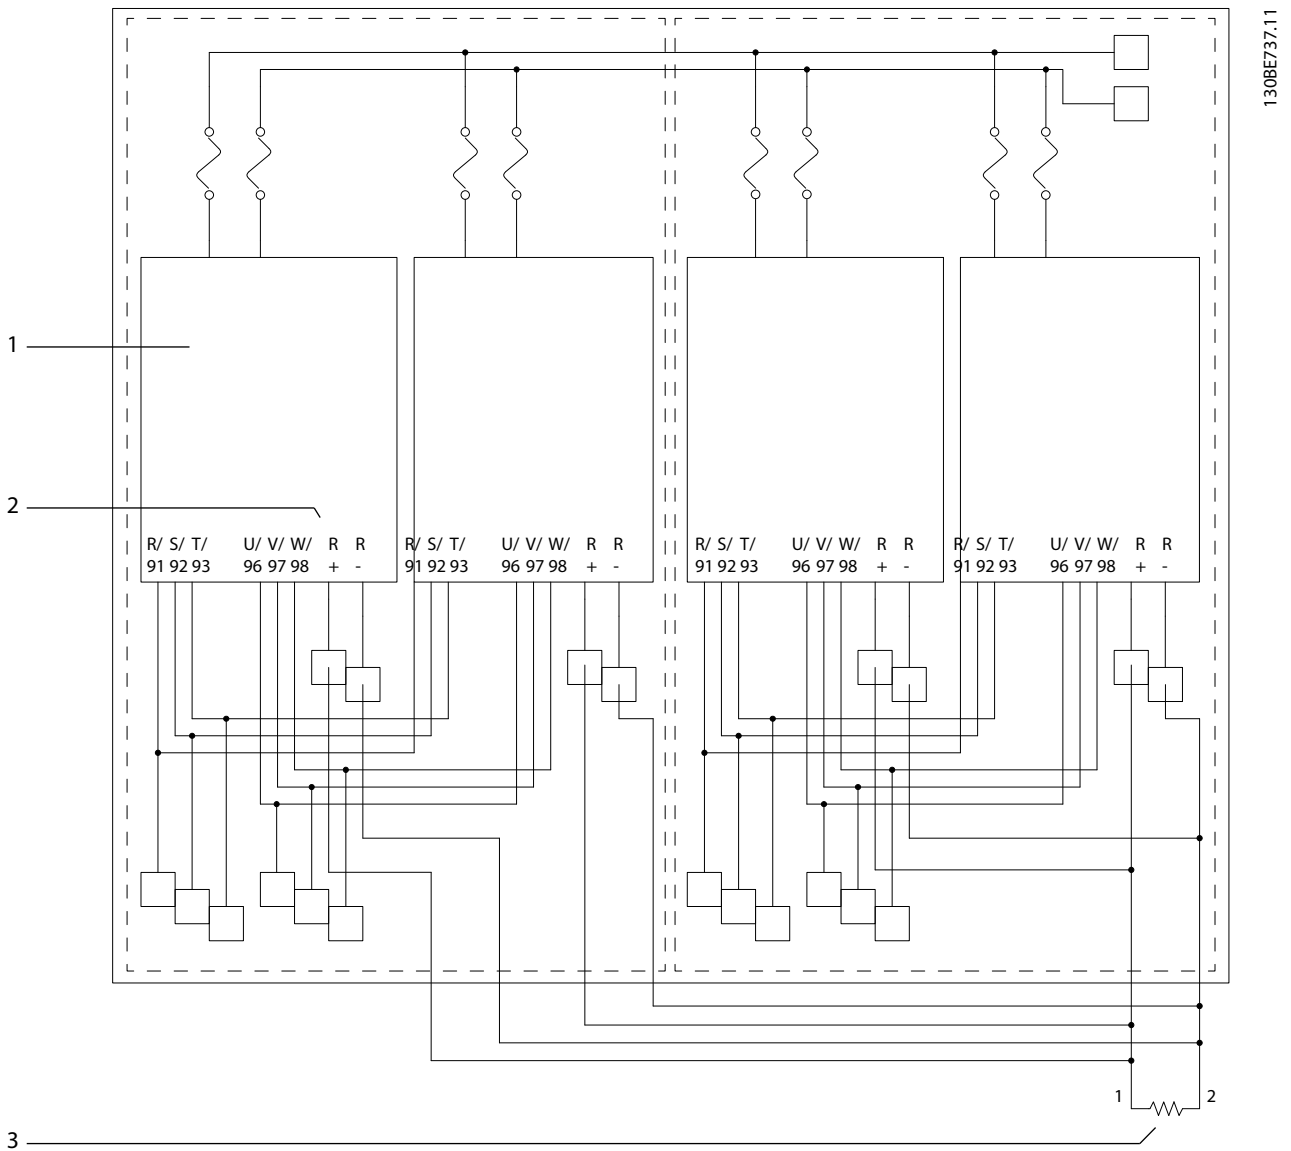 130BE737.11
1
2
R/ S/ T/ U/ V/ W/ R R R/ S/ T/ U/ V/ W/ R R R/ S/ T/ U/ V/ W/ R R R/ S/ T/ U/ V/ W/ R R
91 92 93 96 97 98 + - 91 92 93 96 97 98 + - 91 92 93 96 97 98 + - 91 92 93 96 97 98 + -
1 2
3